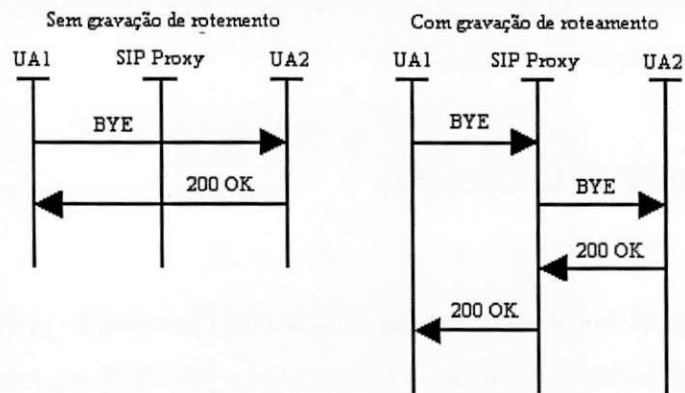 Sem gravação de rotemento
UA1 SIP Proxy UA2
BYE
200 OK
Com gravação de roteamento
UA1 SIP Proxy UA2
BYE
BYE
200 OK
200 OK